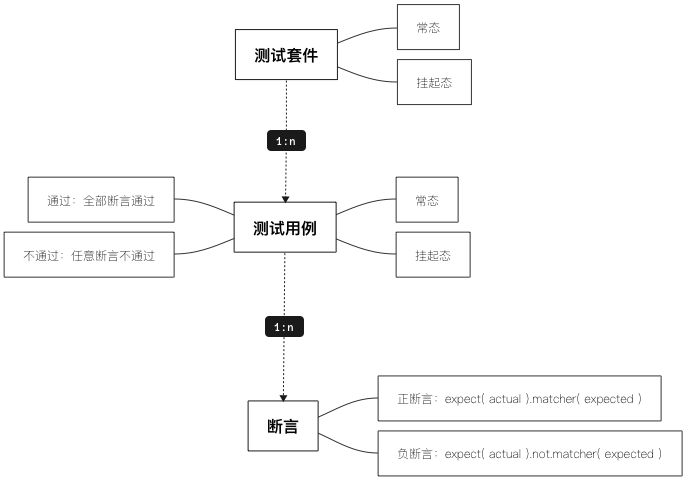 常态
测试套件
挂起态
1:n
通过：全部断言通过
常态
测试用例
不通过：任意断言不通过
挂起态
1:n
正断言：expect( actual ).matcher( expected )
断言
负断言：expect( actual ).not.matcher( expected )